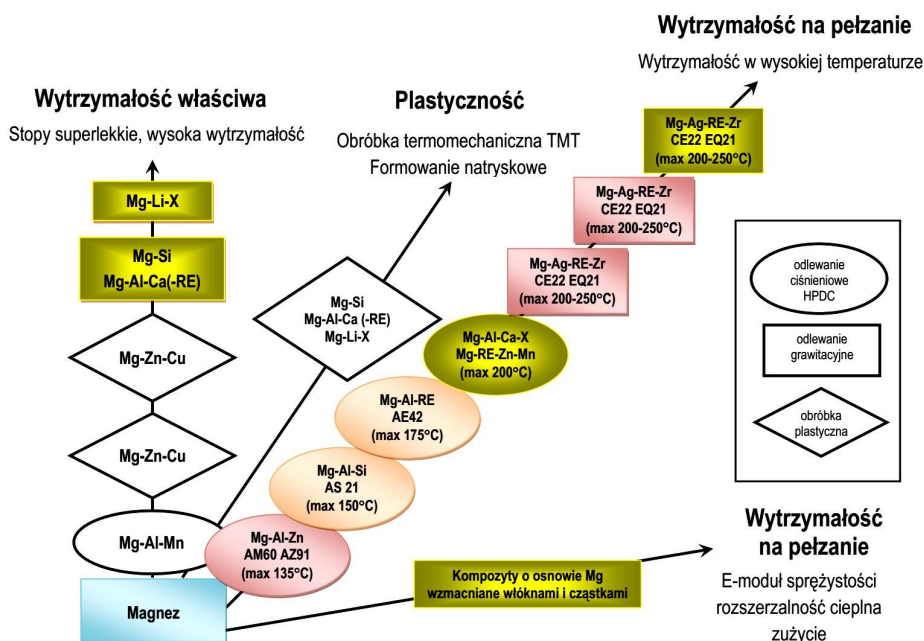 Wytrzymałość na pełzanie
Wytrzymałość w wysokiej temperaturze
Wytrzymałość właściwa
Stopy superlekkie, wysoka wytrzymałość
Plastyczność
Obróbka termomechaniczna TMT
Formowanie natryskowe
Mg-Li-X
Mg-Si
Mg-Al-Ca(-RE)
Mg-Zn-Cu
Mg-Zn-Cu
Mg-Al-Mn
Magnez
Mg-Si
Mg-Al-Ca (-RE)
Mg-Li-X
Mg-Ag-RE-Zr
CE22 EQ21
(max 200-250°C)
Mg-Ag-RE-Zr
CE22 EQ21
(max 200-250°C)
Mg-Ag-RE-Zr
CE22 EQ21
(max 200-250°C)
Mg-Al-Ca-X
Mg-RE-Zn-Mn
(max 200°C)
Mg-Al-RE
AE42
(max 175°C)
Mg-Al-Si
AS 21
(max 150°C)
Mg-Al-Zn
AM60 AZ91
(max 135°C)
odlewanie
ciśnieniowe
HPDC
odlewanie
grawitacyjne
obróbka
plastyczna
Kompozyty o osnowie Mg
wzmacniane włóknami i cząstkami
Wytrzymałość
na pełzanie
E-moduł sprężystości
rozszerzalność cieplna
zużycie